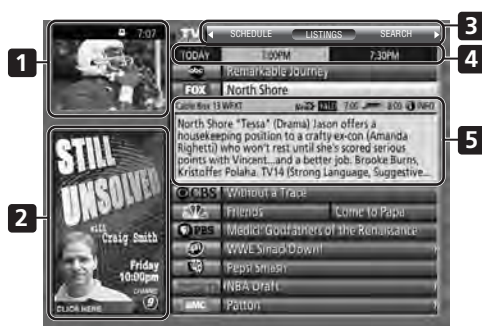 7:07
TV
SCHEDULE LISTINGS SEARCH
3
TODAY 7:00PM 7:30PM
4
1
abc Remarkable Journey
FOX North Shore
Cable Box 13 WFXT 7:00 8:00 INFO
North Shore "Tessa" (Drama) Jason offers a
housekeeping position to a crafty ex-con (Amanda
Righetti) who won't rest until she's scored serious
points with Vincent...and a better job. Brooke Burns,
Kristoffer Polaha. TV14 (Strong Language, Suggestive...
5
STILL
UNSOLVED
with
Craig Smith
Friday
10:00pm
CHANNEL
9
CLICK HERE
2
CBS Without a Trace
Friends Come to Papa
PBS Medici: Godfathers of the Renaissance
WWE SmackDown!
Pepsi Smash
NBA Draft
AMC Patton